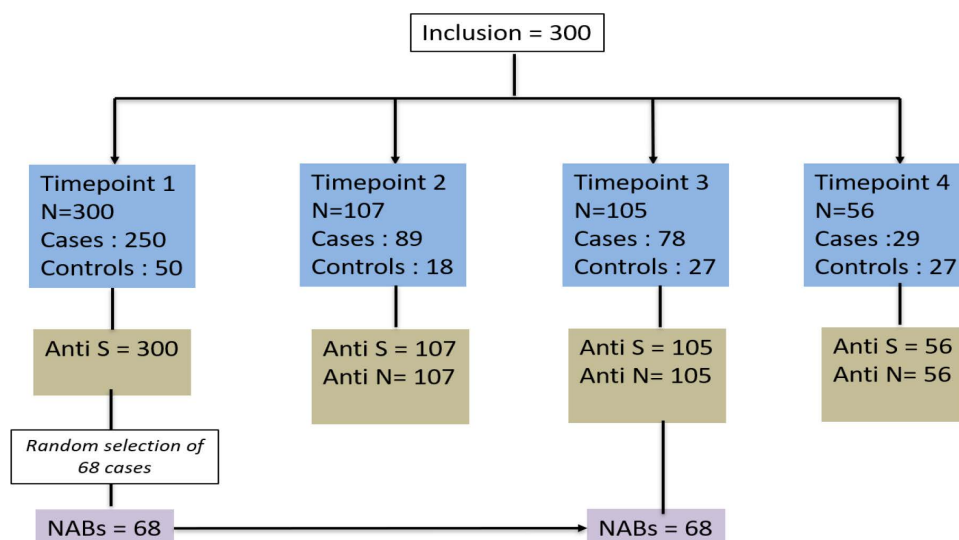 Inclusion = 300
Timepoint 1
N=300
Cases : 250
Controls : 50
Timepoint 2
N=107
Cases : 89
Controls : 18
Timepoint 3
N=105
Cases : 78
Controls : 27
Timepoint 4
N=56
Cases :29
Controls : 27
Anti S = 300
Anti S = 107
Anti N= 107
Anti S = 105
Anti N= 105
Anti S = 56
Anti N= 56
Random selection of
68 cases
NABs = 68
NABs = 68